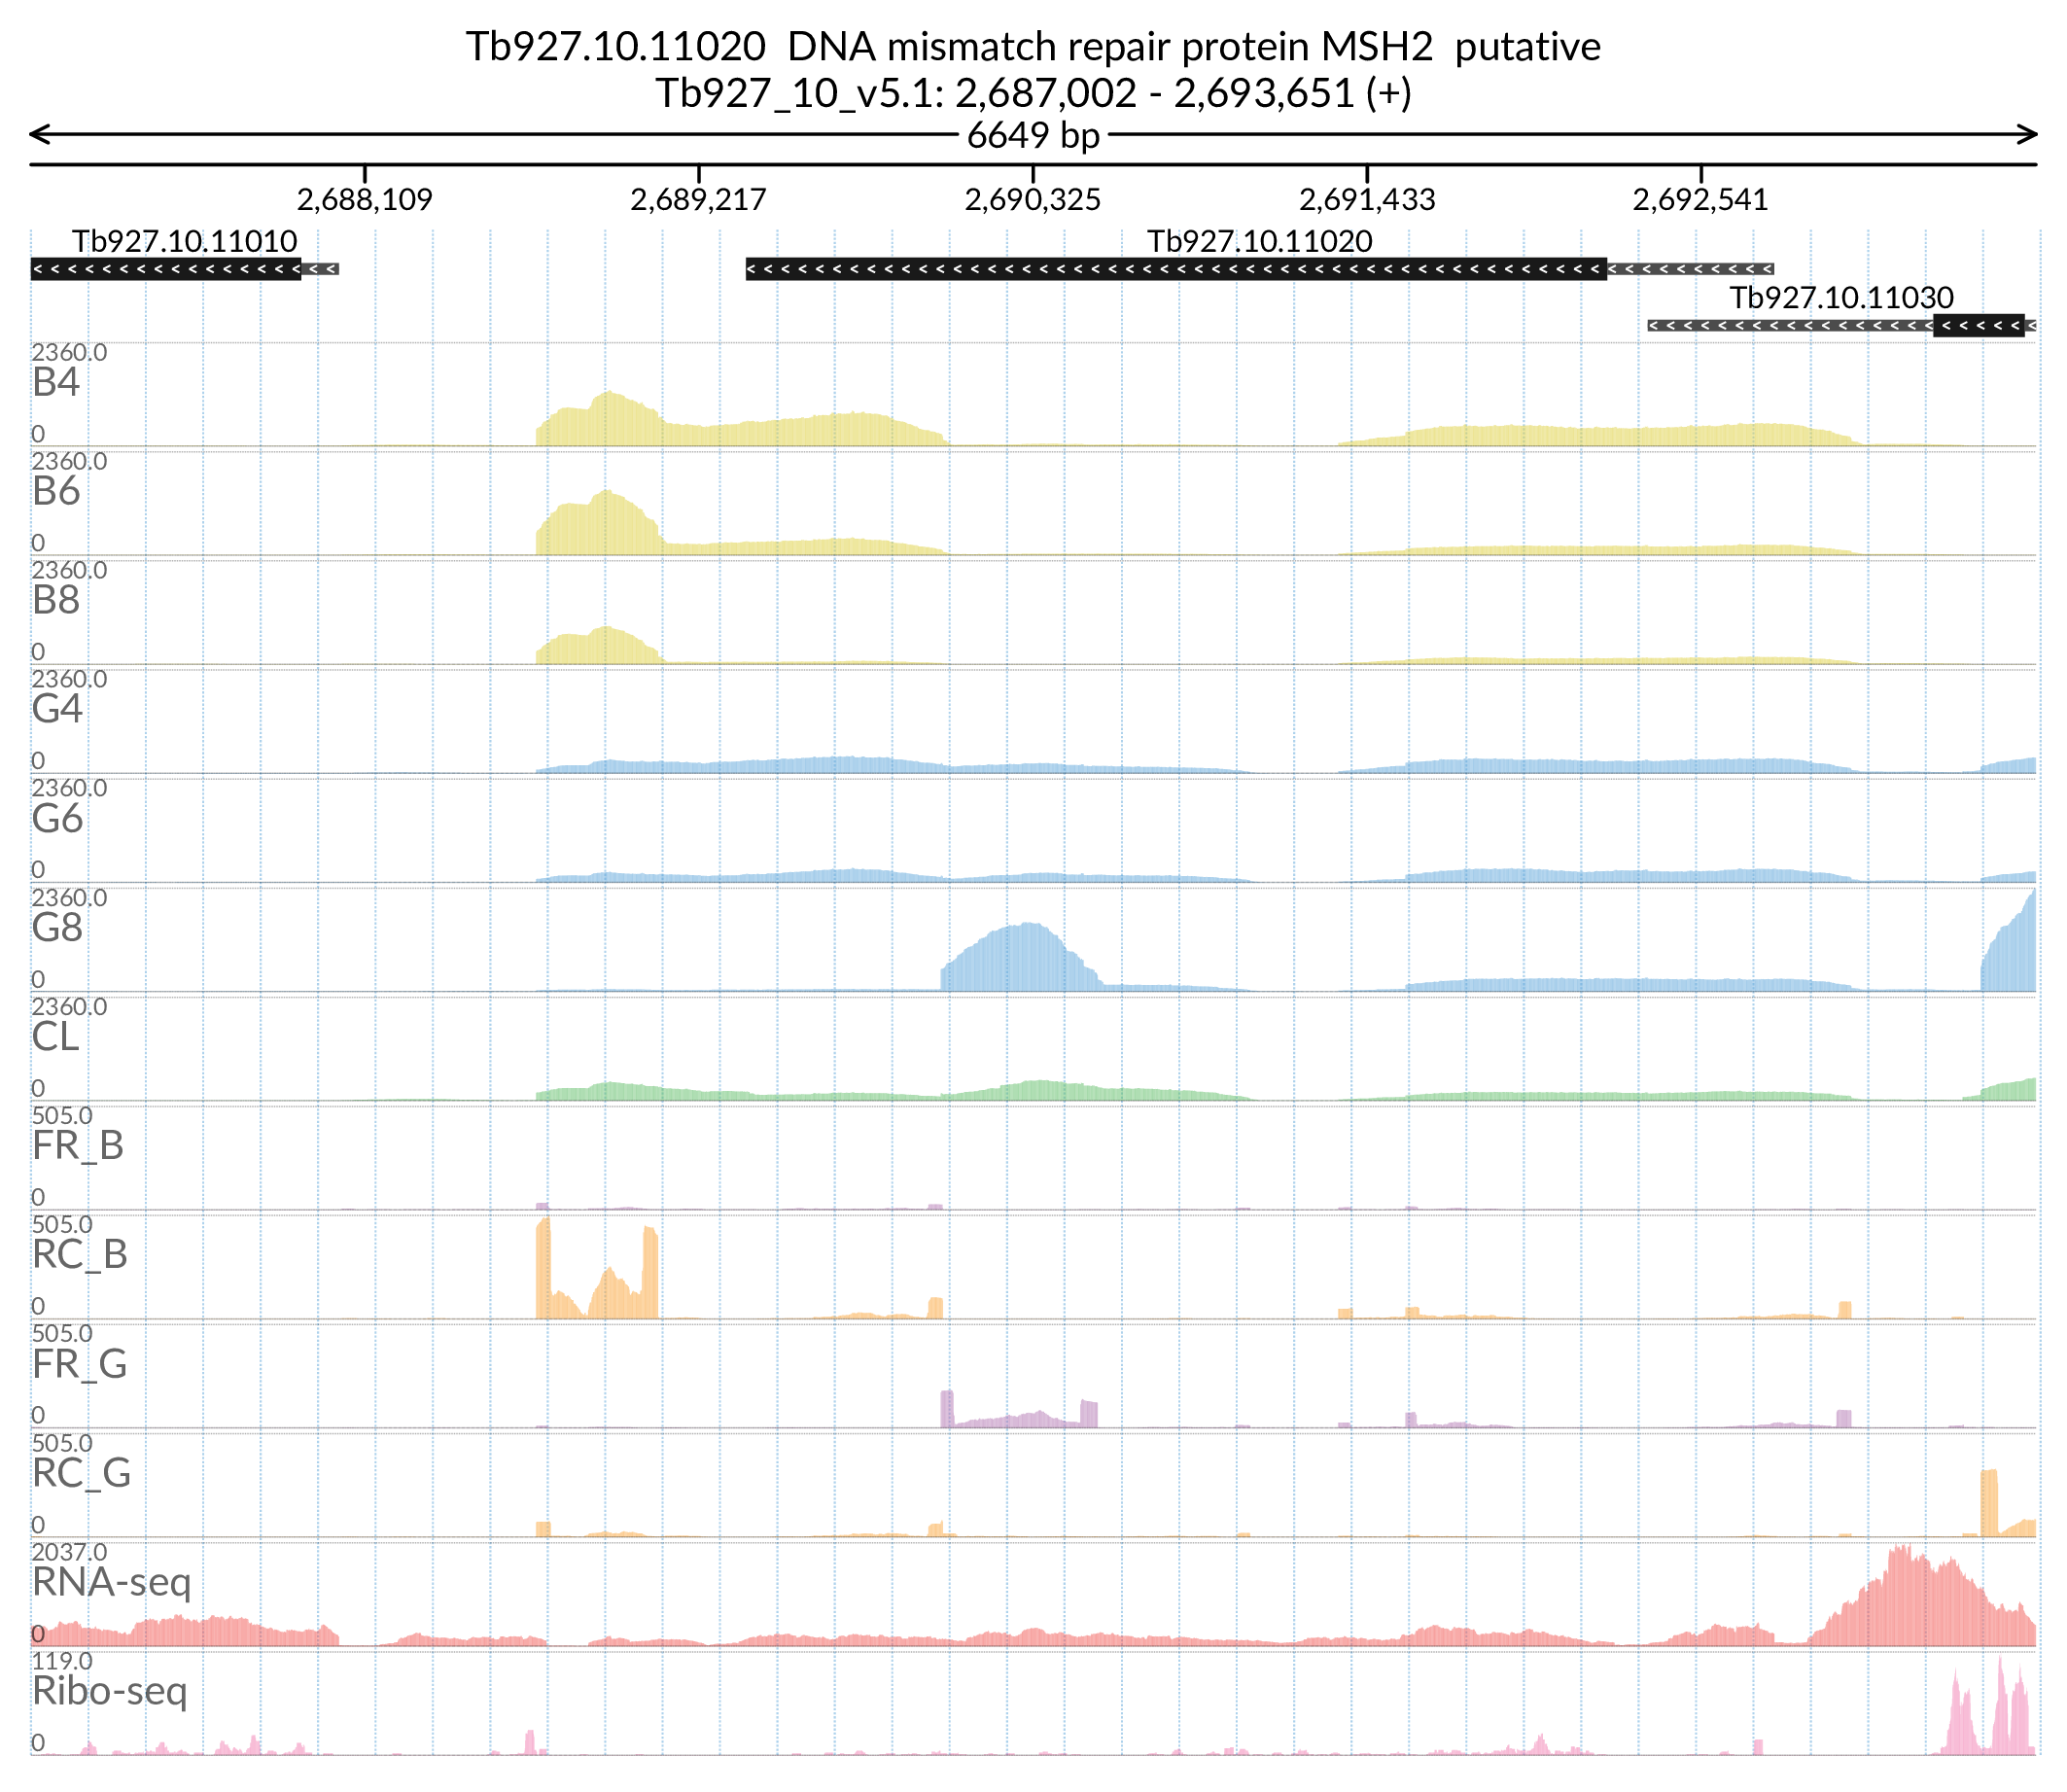 Tb927.10.11020  DNA mismatch repair protein MSH2  putative
Tb927_10_v5.1: 2,687,002 - 2,693,651 (+)
6649 bp
2,688,109 2,689,217 2,690,325 2,691,433 2,692,541
Tb927.10.11010 Tb927.10.11020
Tb927.10.11030
2360.0
B4
0
2360.0
B6
0
2360.0
B8
0
2360.0
G4
0
2360.0
G6
0
2360.0
G8
0
2360.0
CL
0
505.0
FR_B
0
505.0
RC_B
0
505.0
FR_G
0
505.0
RC_G
0
2037.0
RNA-seq
0
119.0
Ribo-seq
0